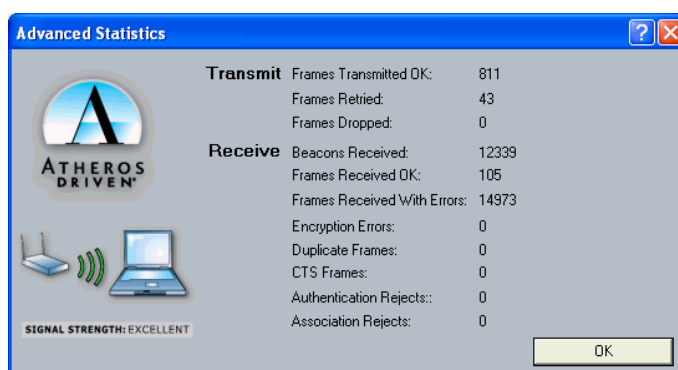 Advanced Statistics
Transmit Frames Transmitted OK: 811
Frames Retried: 43
Frames Dropped: 0
Receive Beacons Received: 12339
Frames Received OK: 105
Frames Received With Errors: 14973
Encryption Errors: 0
Duplicate Frames: 0
CTS Frames: 0
Authentication Rejects:: 0
Association Rejects: 0
ATHEROS
DRIVEN
SIGNAL STRENGTH: EXCELLENT
OK